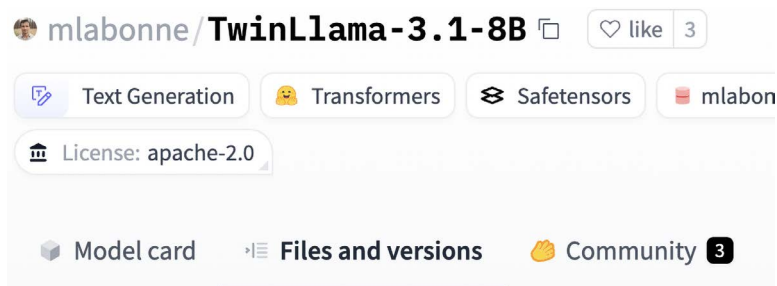 mlabonne/TwinLlama-3.1-8B like 3
Text Generation Transformers Safetensors mlabon
License: apache-2.0
Model card Files and versions Community 3